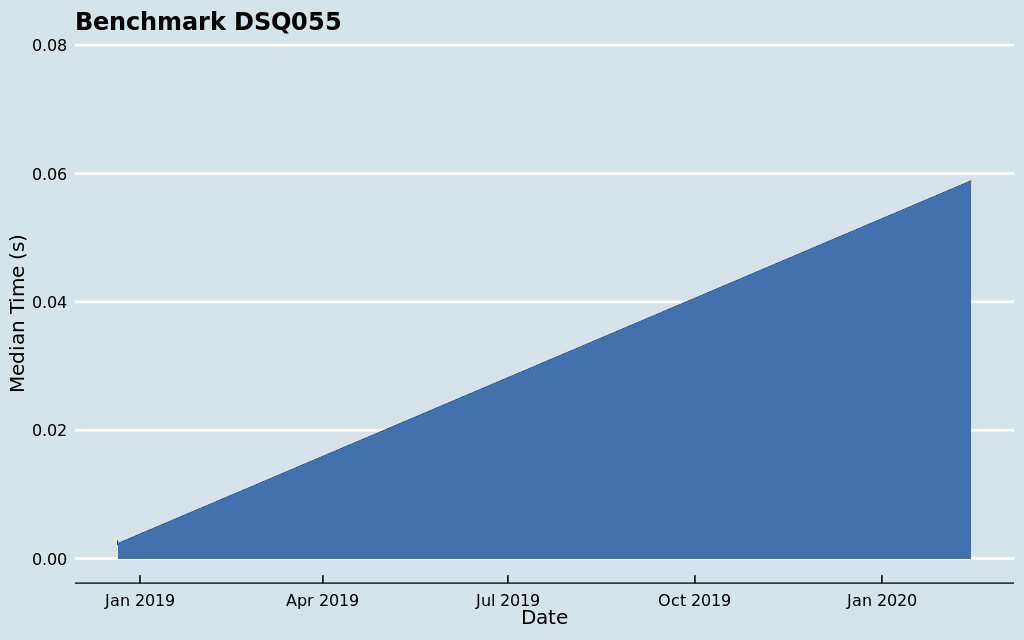 Benchmark DSQ055
0.08
0.06
0.04
0.02
0.00
Median Time (s)
Jan 2019 Apr 2019 Jul 2019 Oct 2019 Jan 2020
Date